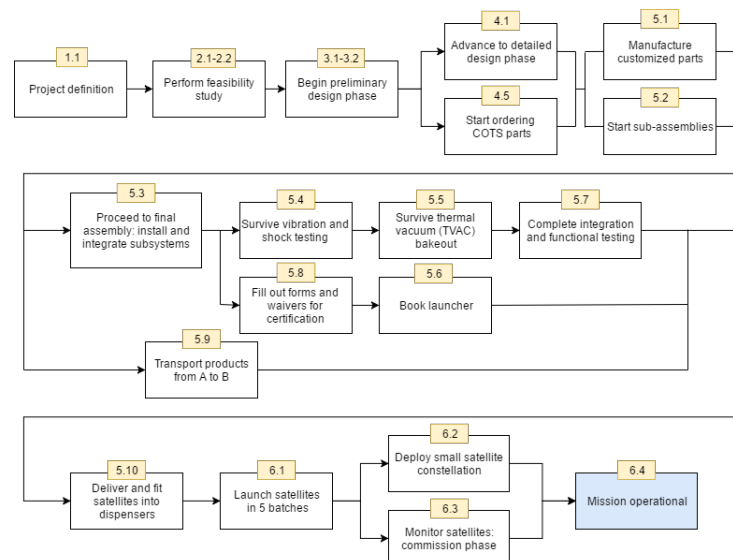 1.1
Project definition
2.1-2.2
Perform feasibility
study
3.1-3.2
Begin preliminary
design phase
4.1
Advance to detailed
design phase
4.5
Start ordering
COTS parts
5.1
Manufacture
customized parts
5.2
Start sub-assemblies
5.3
Proceed to final
assembly: install and
integrate subsystems
5.4
Survive vibration and
shock testing
5.5
Survive thermal
vacuum (TVAC)
bakeout
5.7
Complete integration
and functional testing
5.8
Fill out forms and
waivers for
certification
5.6
Book launcher
5.9
Transport products
from A to B
5.10
Deliver and fit
satellites into
dispensers
6.1
Launch satellites
in 5 batches
6.2
Deploy small satellite
constellation
6.3
Monitor satellites:
commission phase
6.4
Mission operational